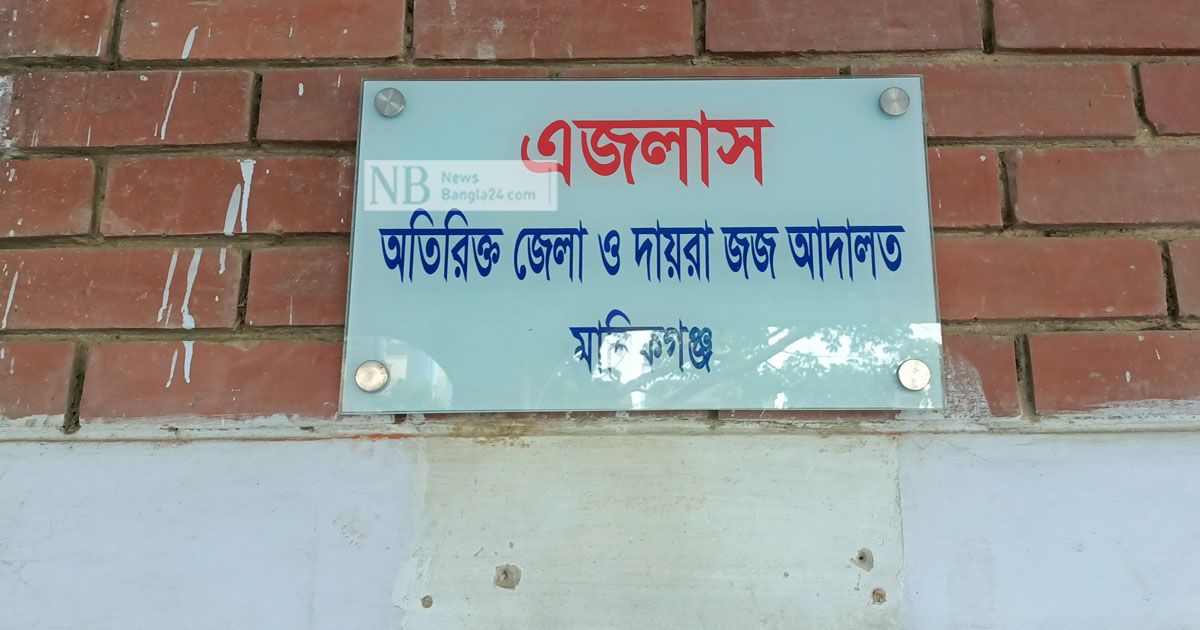 এজলাস
NB News
Bangla24.com
অতিরিক্ত জেলা ও দায়রা জজ আদালত
মানিকগঞ্জ